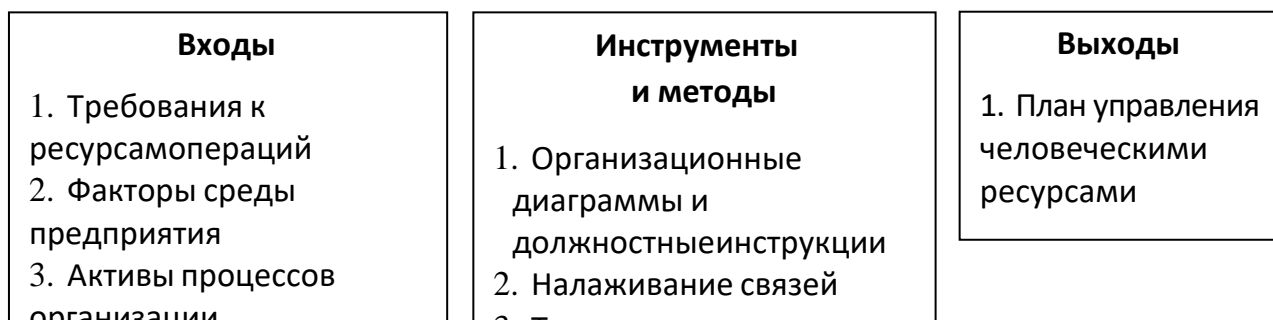 Входы
1. Требования к
ресурсамопераций
2. Факторы среды
предприятия
3. Активы процессов
организации
Инструменты
и методы
1. Организационные
диаграммы и
должностныеинструкции
2. Налаживание связей
Выходы
1. План управления
человеческими
ресурсами